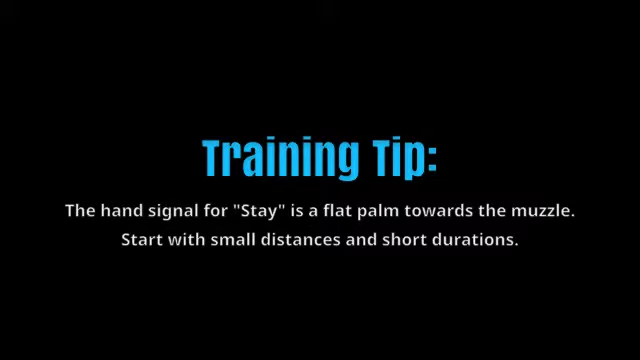 Training Tip:
The hand signal for "Stay" is a flat palm towards the muzzle.
Start with small distances and short durations.